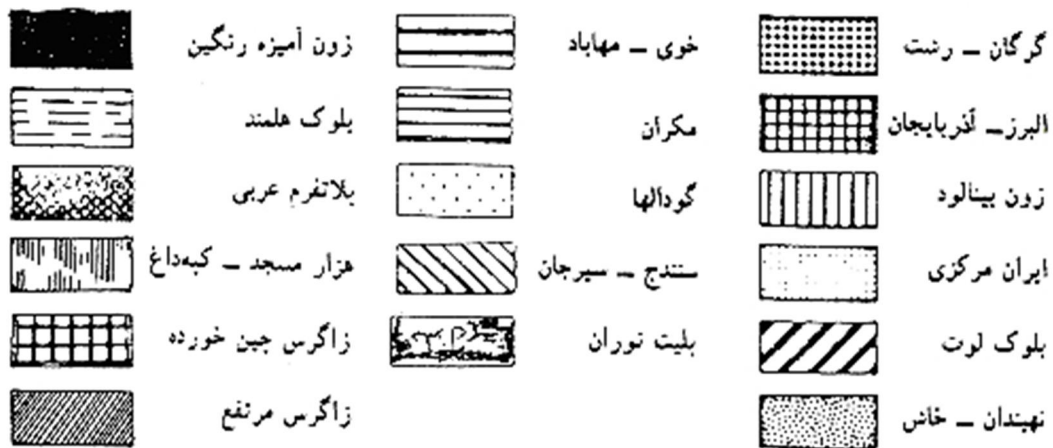 گرگان – رشت
البرز – آذربایجان
زون بینالود
ایران مرکزی
بلوک لوت
نهبندان – خاش
خوی – مهاباد
مکران
گودالها
سنندج – سیرجان
پلیت توران
زون آمیزه رنگین
بلوک هلمند
پلاتفرم عربی
هزار مسجد – کپه‌داغ
زاگرس چین خورده
زاگرس مرتفع